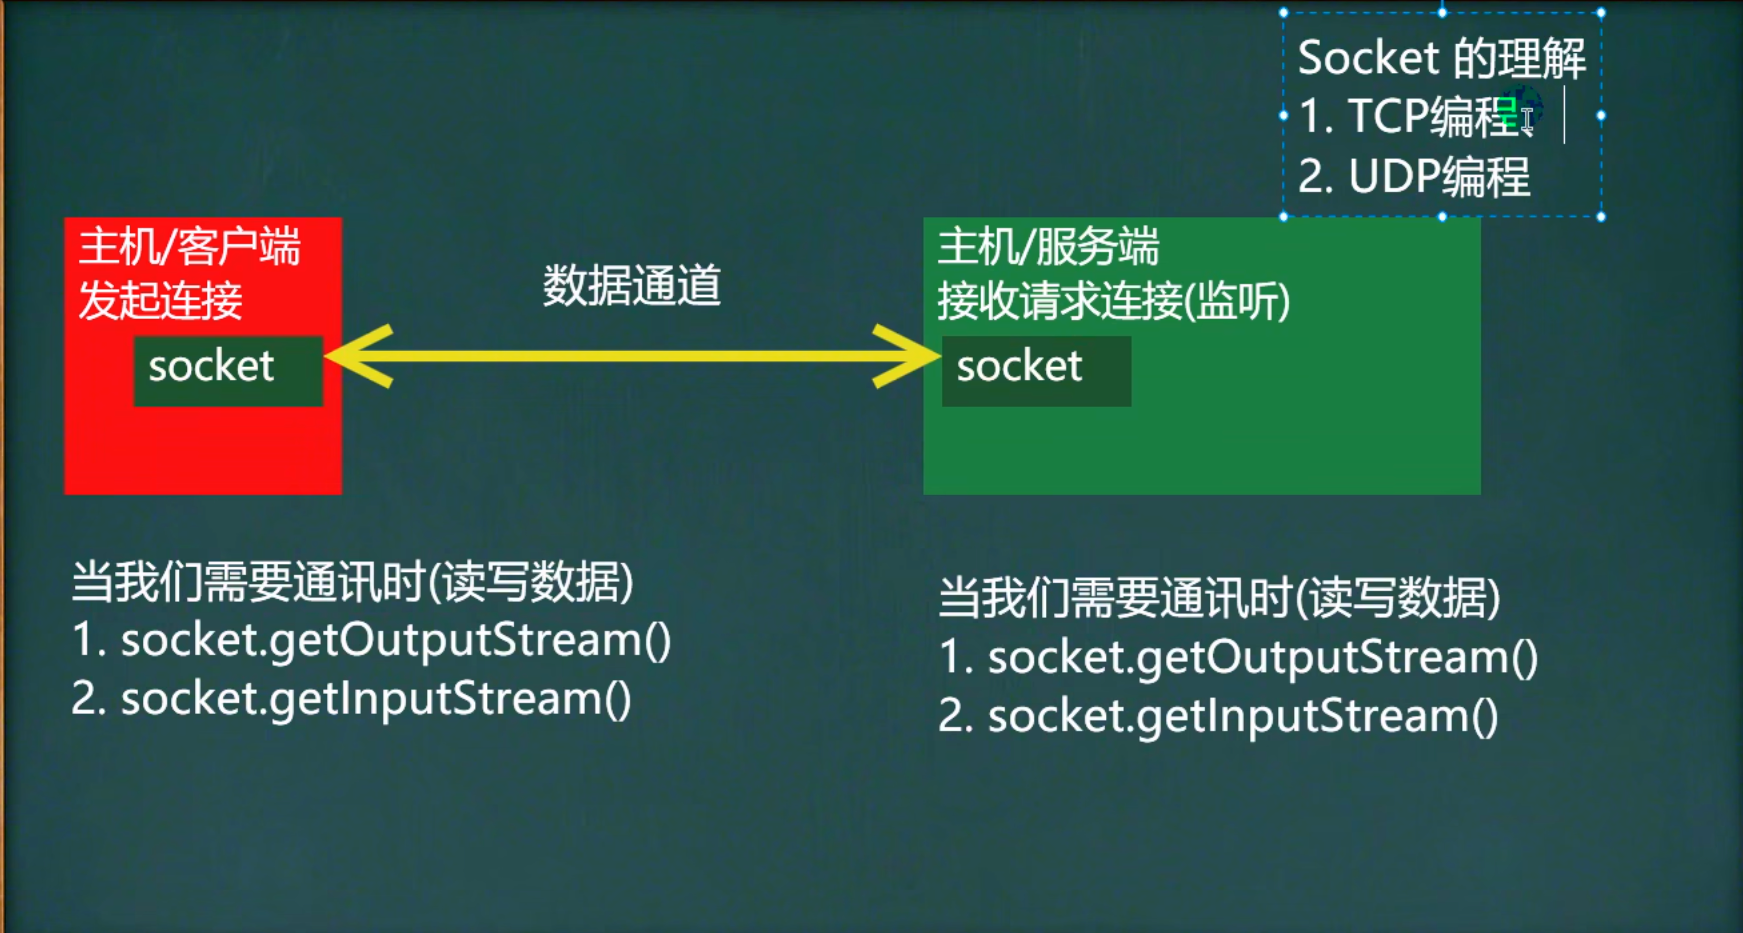 Socket 的理解
1. TCP编程、
2. UDP编程
主机/客户端
发起连接
socket
数据通道
主机/服务端
接收请求连接(监听)
socket
当我们需要通讯时(读写数据)
1. socket.getOutputStream()
2. socket.getInputStream()
当我们需要通讯时(读写数据)
1. socket.getOutputStream()
2. socket.getInputStream()